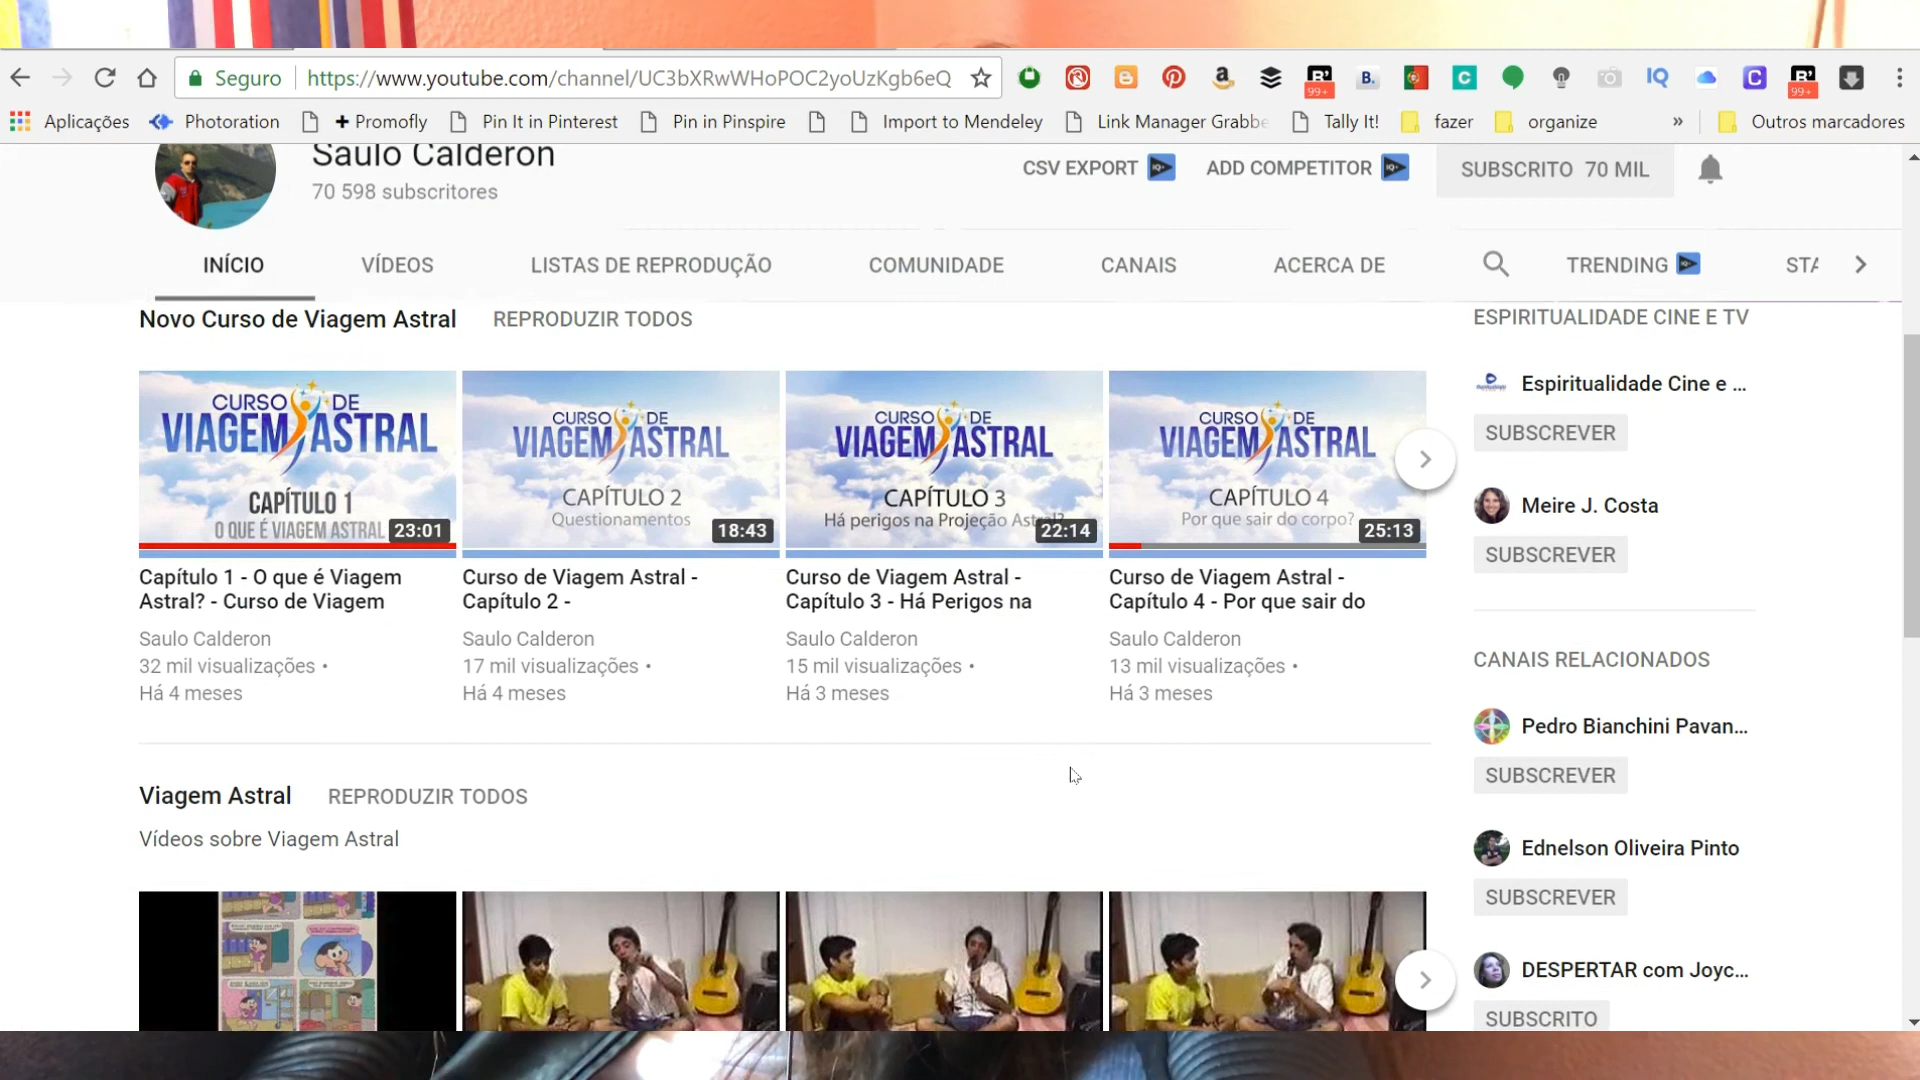 Seguro
https://www.youtube.com/channel/UC3bXRwWHoPOC2yoUzKgb6eQ
99+
B.
C
IQ
C
99+
Aplicações
Photoration
+ Promofly
Pin It in Pinterest
Pin in Pinspire
Import to Mendeley
Link Manager Grabbe
Tally It!
fazer
organize
»
Outros marcadores
Saulo Calderon
70 598 subscritores
CSV EXPORT
ADD COMPETITOR
SUBSCRITO 70 MIL
INÍCIO
VÍDEOS
LISTAS DE REPRODUÇÃO
COMUNIDADE
CANAIS
ACERCA DE
TRENDING
STA
Novo Curso de Viagem Astral
REPRODUZIR TODOS
CURSO DE
VIAGEM ASTRAL
CAPÍTULO 1
O QUE É VIAGEM ASTRAL
23:01
CURSO DE
VIAGEM ASTRAL
CAPÍTULO 2
Questionamentos
18:43
CURSO DE
VIAGEM ASTRAL
CAPÍTULO 3
Há perigos na Projeção Astral?
22:14
CURSO DE
VIAGEM ASTRAL
CAPÍTULO 4
Por que sair do corpo?
25:13
Capítulo 1 - O que é Viagem
Astral? - Curso de Viagem
Saulo Calderon
32 mil visualizações •
Há 4 meses
Curso de Viagem Astral -
Capítulo 2 -
Saulo Calderon
17 mil visualizações •
Há 4 meses
Curso de Viagem Astral -
Capítulo 3 - Há Perigos na
Saulo Calderon
15 mil visualizações •
Há 3 meses
Curso de Viagem Astral -
Capítulo 4 - Por que sair do
Saulo Calderon
13 mil visualizações •
Há 3 meses
Viagem Astral
REPRODUZIR TODOS
Vídeos sobre Viagem Astral
ESPIRITUALIDADE CINE E TV
Espiritualidade Cine e ...
SUBSCREVER
Meire J. Costa
SUBSCREVER
CANAIS RELACIONADOS
Pedro Bianchini Pavan...
SUBSCREVER
Ednelson Oliveira Pinto
SUBSCREVER
DESPERTAR com Joyc...
SUBSCRITO